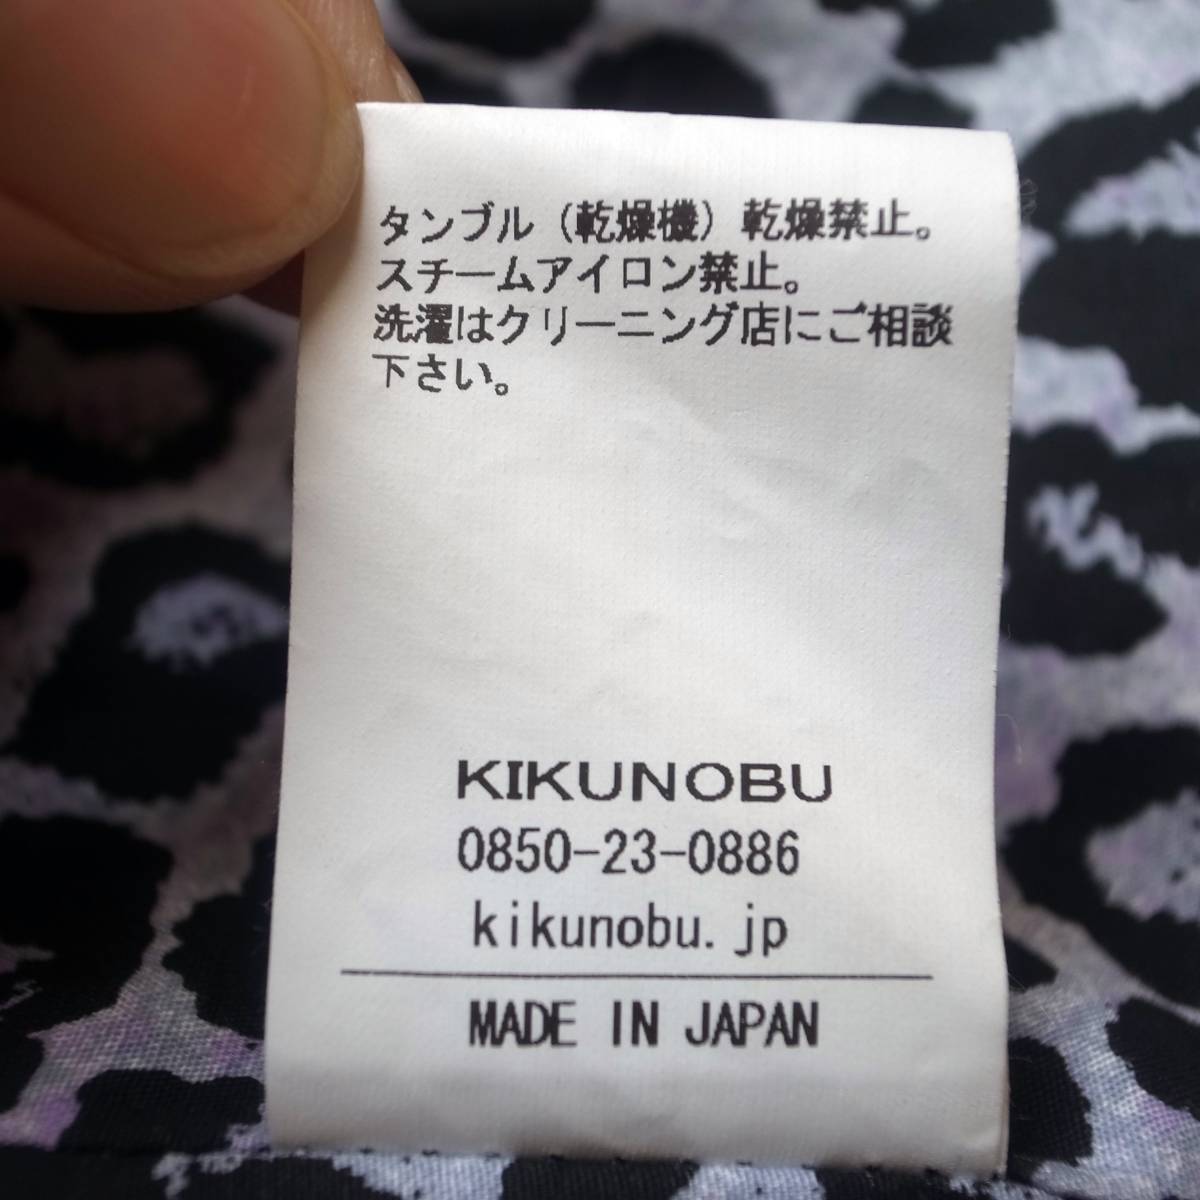 タンブル（乾燥機）乾燥禁止。
スチームアイロン禁止。
洗濯はクリーニング店にご相談
下さい。
KIKUNOBU
0850-23-0886
kikunobu.jp
MADE IN JAPAN